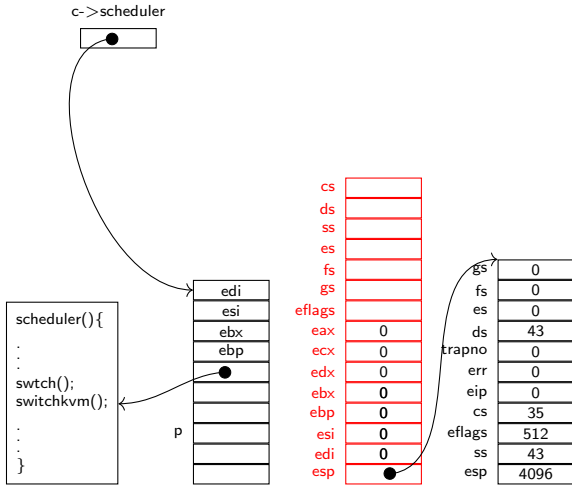 c->scheduler
scheduler(){
.
.
.
swtch();
switchkvm();
.
.
.
}
edi
esi
ebx
ebp
p
cs
ds
ss
es
fs
gs
eflags
eax 0
ecx 0
edx 0
ebx 0
ebp 0
esi 0
edi 0
esp
gs 0
fs 0
es 0
ds 43
trapno 0
err 0
eip 0
cs 35
eflags 512
ss 43
esp 4096